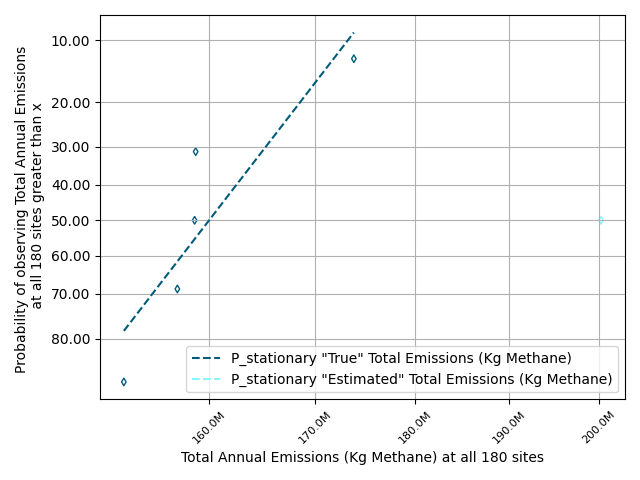 Probability of observing Total Annual Emissions
at all 180 sites greater than x
10.00
20.00
30.00
40.00
50.00
60.00
70.00
80.00
P_stationary "True" Total Emissions (Kg Methane)
P_stationary "Estimated" Total Emissions (Kg Methane)
160.0M
170.0M
180.0M
190.0M
200.0M
Total Annual Emissions (Kg Methane) at all 180 sites